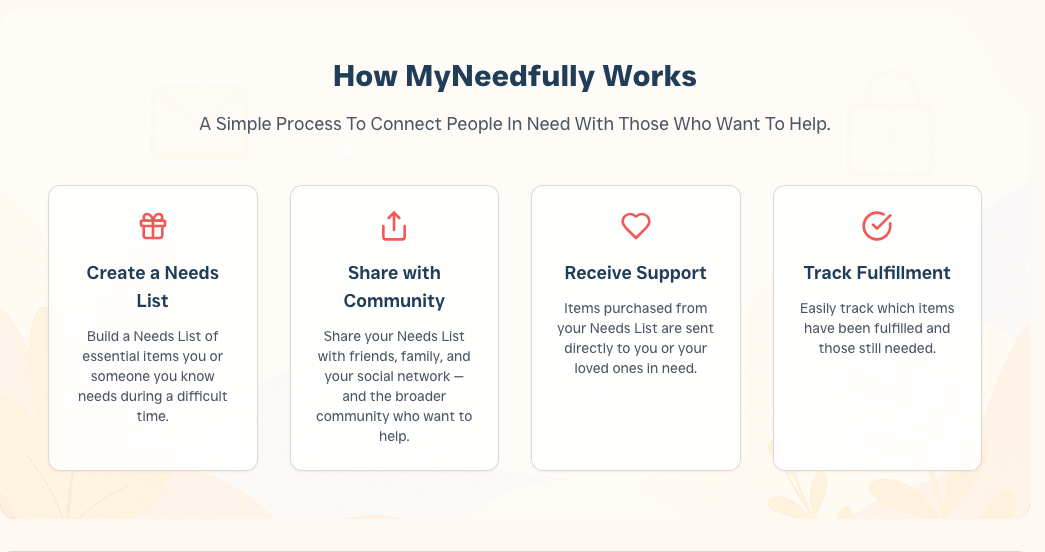 How MyNeedfully Works
A Simple Process To Connect People In Need With Those Who Want To Help.
Create a Needs
List
Build a Needs List of
essential items you or
someone you know
needs during a difficult
time.
Share with
Community
Share your Needs List
with friends, family, and
your social network —
and the broader
community who want to
help.
Receive Support
Items purchased from
your Needs List are sent
directly to you or your
loved ones in need.
Track Fulfillment
Easily track which items
have been fulfilled and
those still needed.